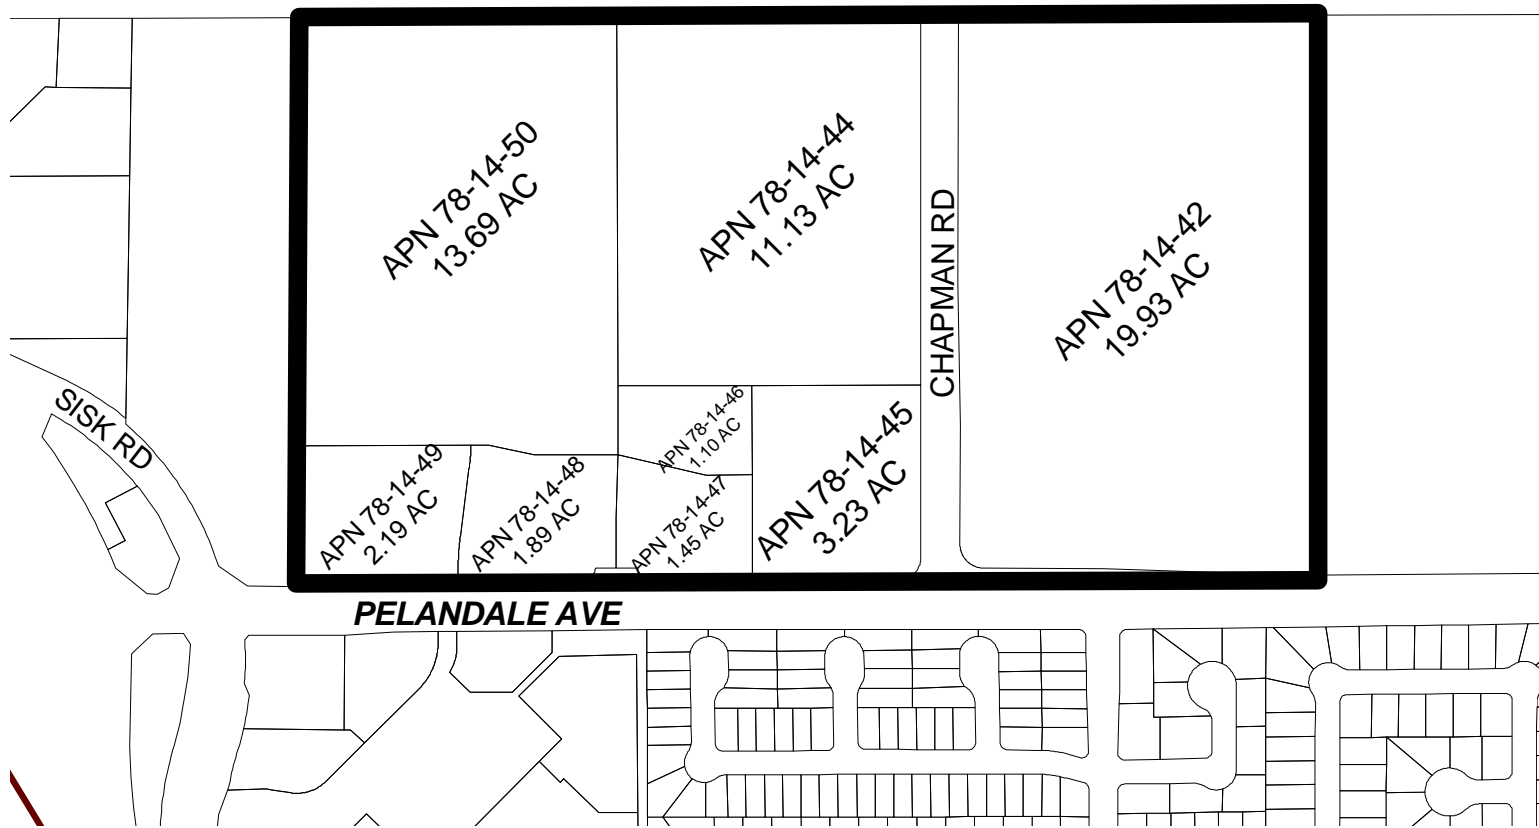 APN 78-14-50
13.69 AC
APN 78-14-44
11.13 AC
CHAPMAN RD
APN 78-14-42
19.93 AC
SISK RD
APN 78-14-46
1.10 AC
APN 78-14-45
3.23 AC
APN 78-14-49
2.19 AC
APN 78-14-48
1.89 AC
APN 78-14-47
1.45 AC
PELANDALE AVE